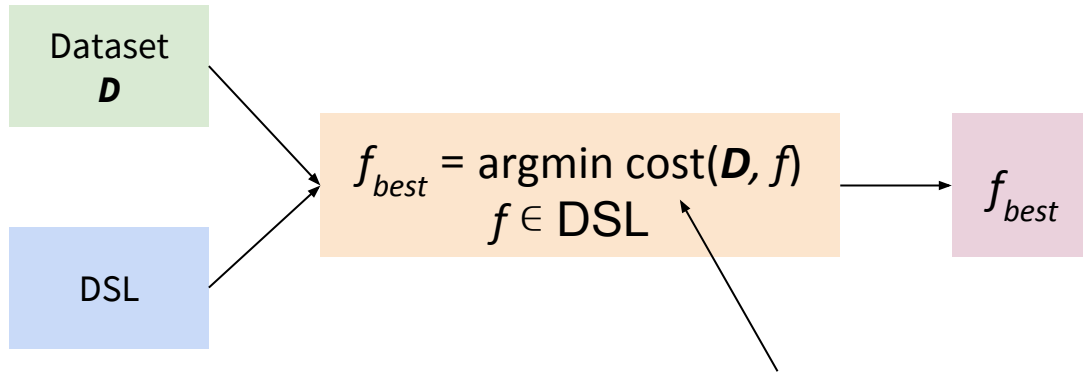 Dataset
D
f_best = argmin cost(D, f)
f ∈ DSL
f_best
DSL